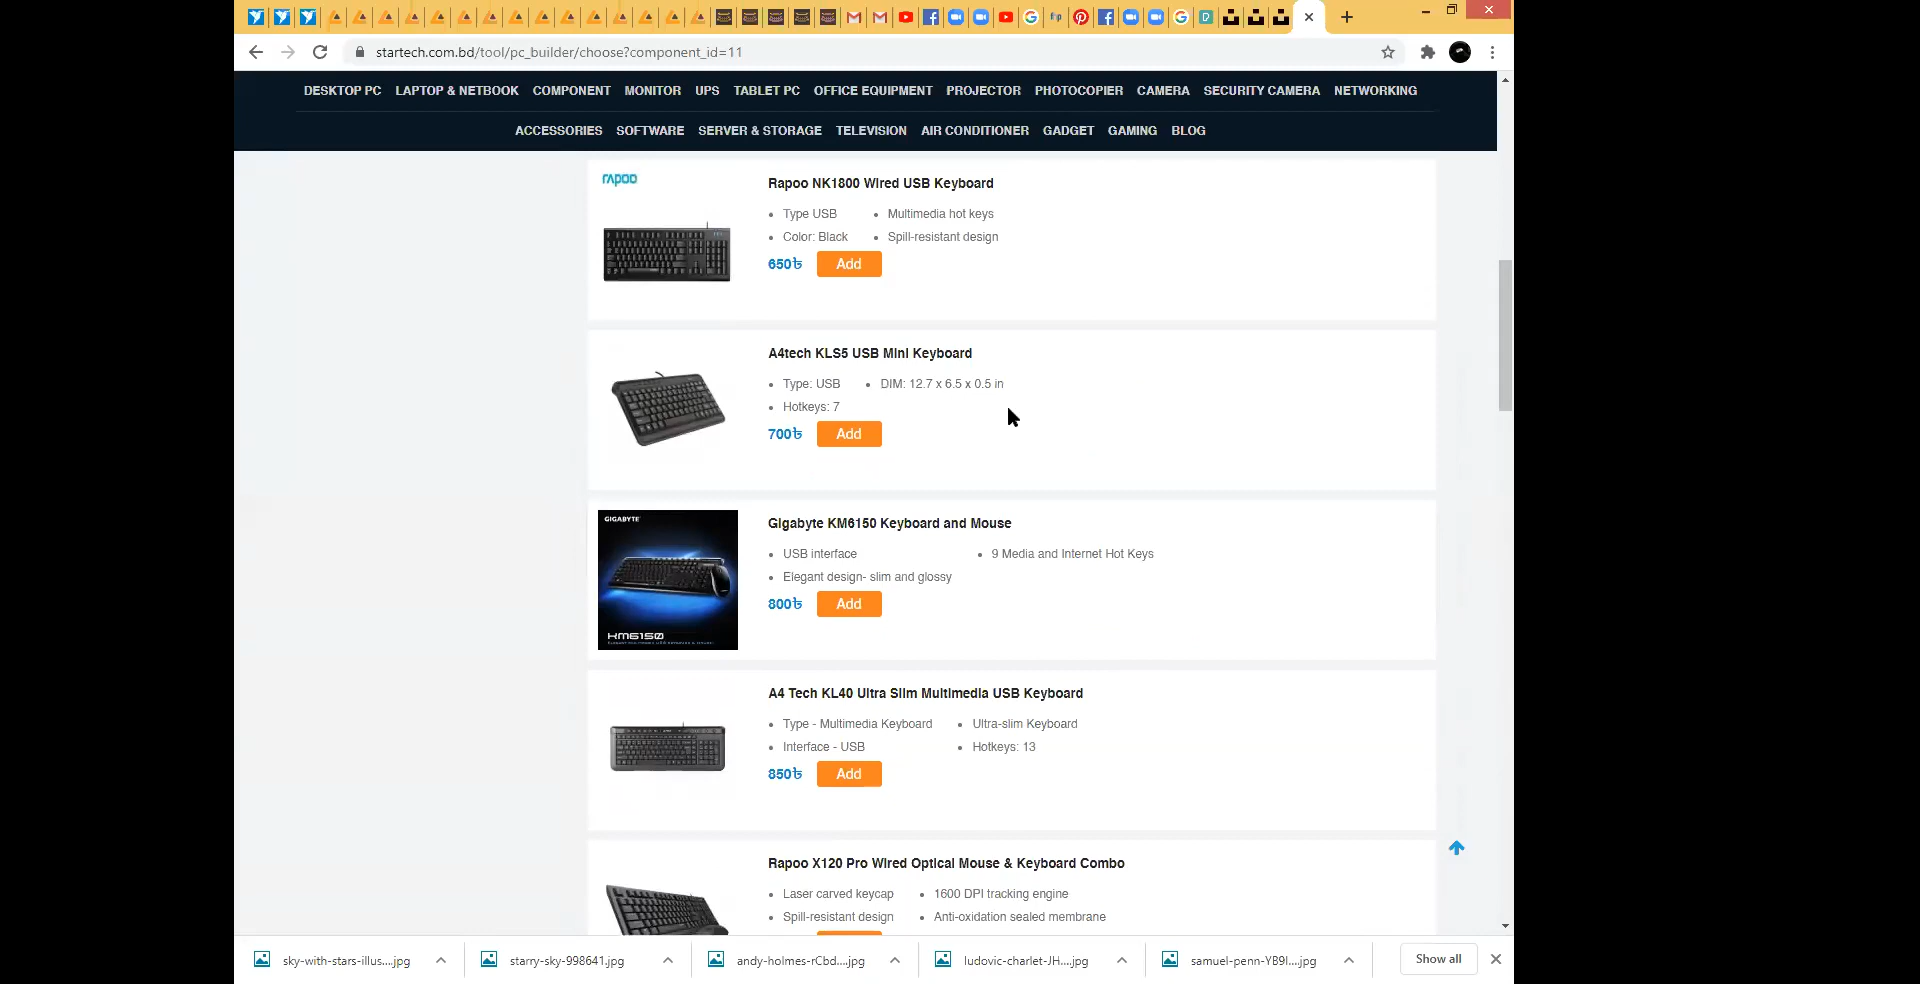 startech.com.bd/tool/pc_builder/choose?component_id=11
DESKTOP PC LAPTOP & NETBOOK COMPONENT MONITOR UPS TABLET PC OFFICE EQUIPMENT PROJECTOR PHOTOCOPIER CAMERA SECURITY CAMERA NETWORKING
ACCESSORIES SOFTWARE SERVER & STORAGE TELEVISION AIR CONDITIONER GADGET GAMING BLOG
rapoo
Rapoo NK1800 Wired USB Keyboard
Type USB Multimedia hot keys
Color: Black Spill-resistant design
650৳ Add
A4tech KLS5 USB Mini Keyboard
Type: USB DIM: 12.7 x 6.5 x 0.5 in
Hotkeys: 7
700৳ Add
GIGABYTE
Gigabyte KM6150 Keyboard and Mouse
USB interface 9 Media and Internet Hot Keys
Elegant design- slim and glossy
800৳ Add
KM6150
A4 Tech KL40 Ultra Slim Multimedia USB Keyboard
Type - Multimedia Keyboard Ultra-slim Keyboard
Interface - USB Hotkeys: 13
850৳ Add
Rapoo X120 Pro Wired Optical Mouse & Keyboard Combo
Laser carved keycap 1600 DPI tracking engine
Spill-resistant design Anti-oxidation sealed membrane
sky-with-stars-illus....jpg starry-sky-998641.jpg andy-holmes-rCbd....jpg ludovic-charlet-JH....jpg samuel-penn-YB9I....jpg Show all